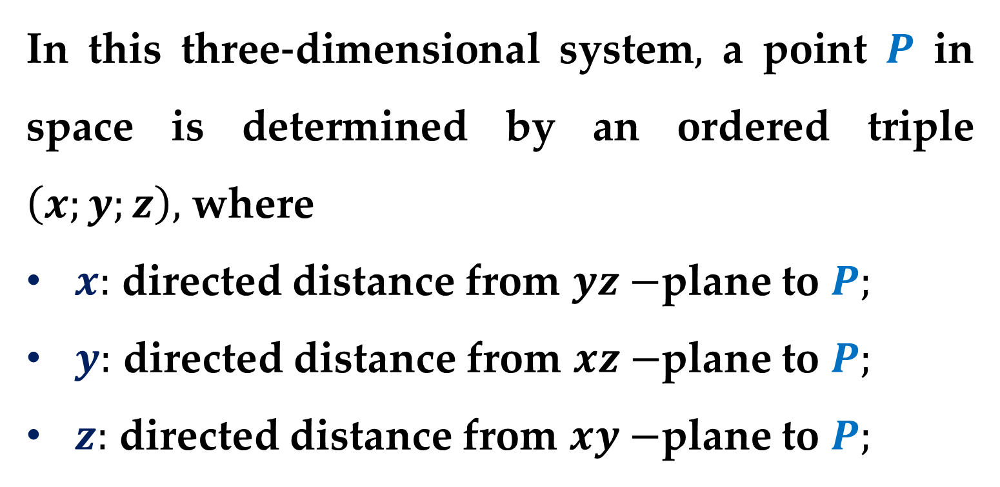 In this three-dimensional system, a point P in
space is determined by an ordered triple
(x; y; z), where
• x: directed distance from yz −plane to P;
• y: directed distance from xz −plane to P;
• z: directed distance from xy −plane to P;